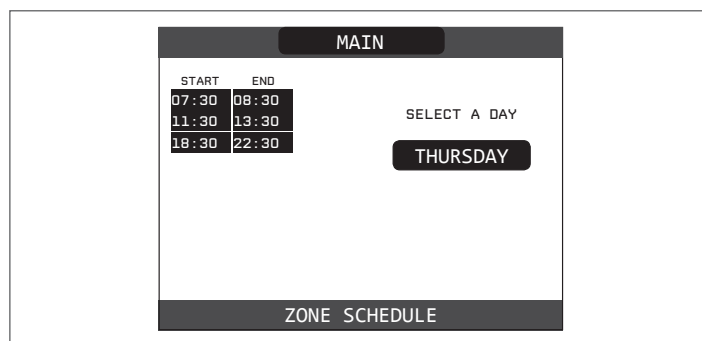 MAIN
START END
07:30 08:30
11:30 13:30
18:30 22:30
SELECT A DAY
THURSDAY
ZONE SCHEDULE